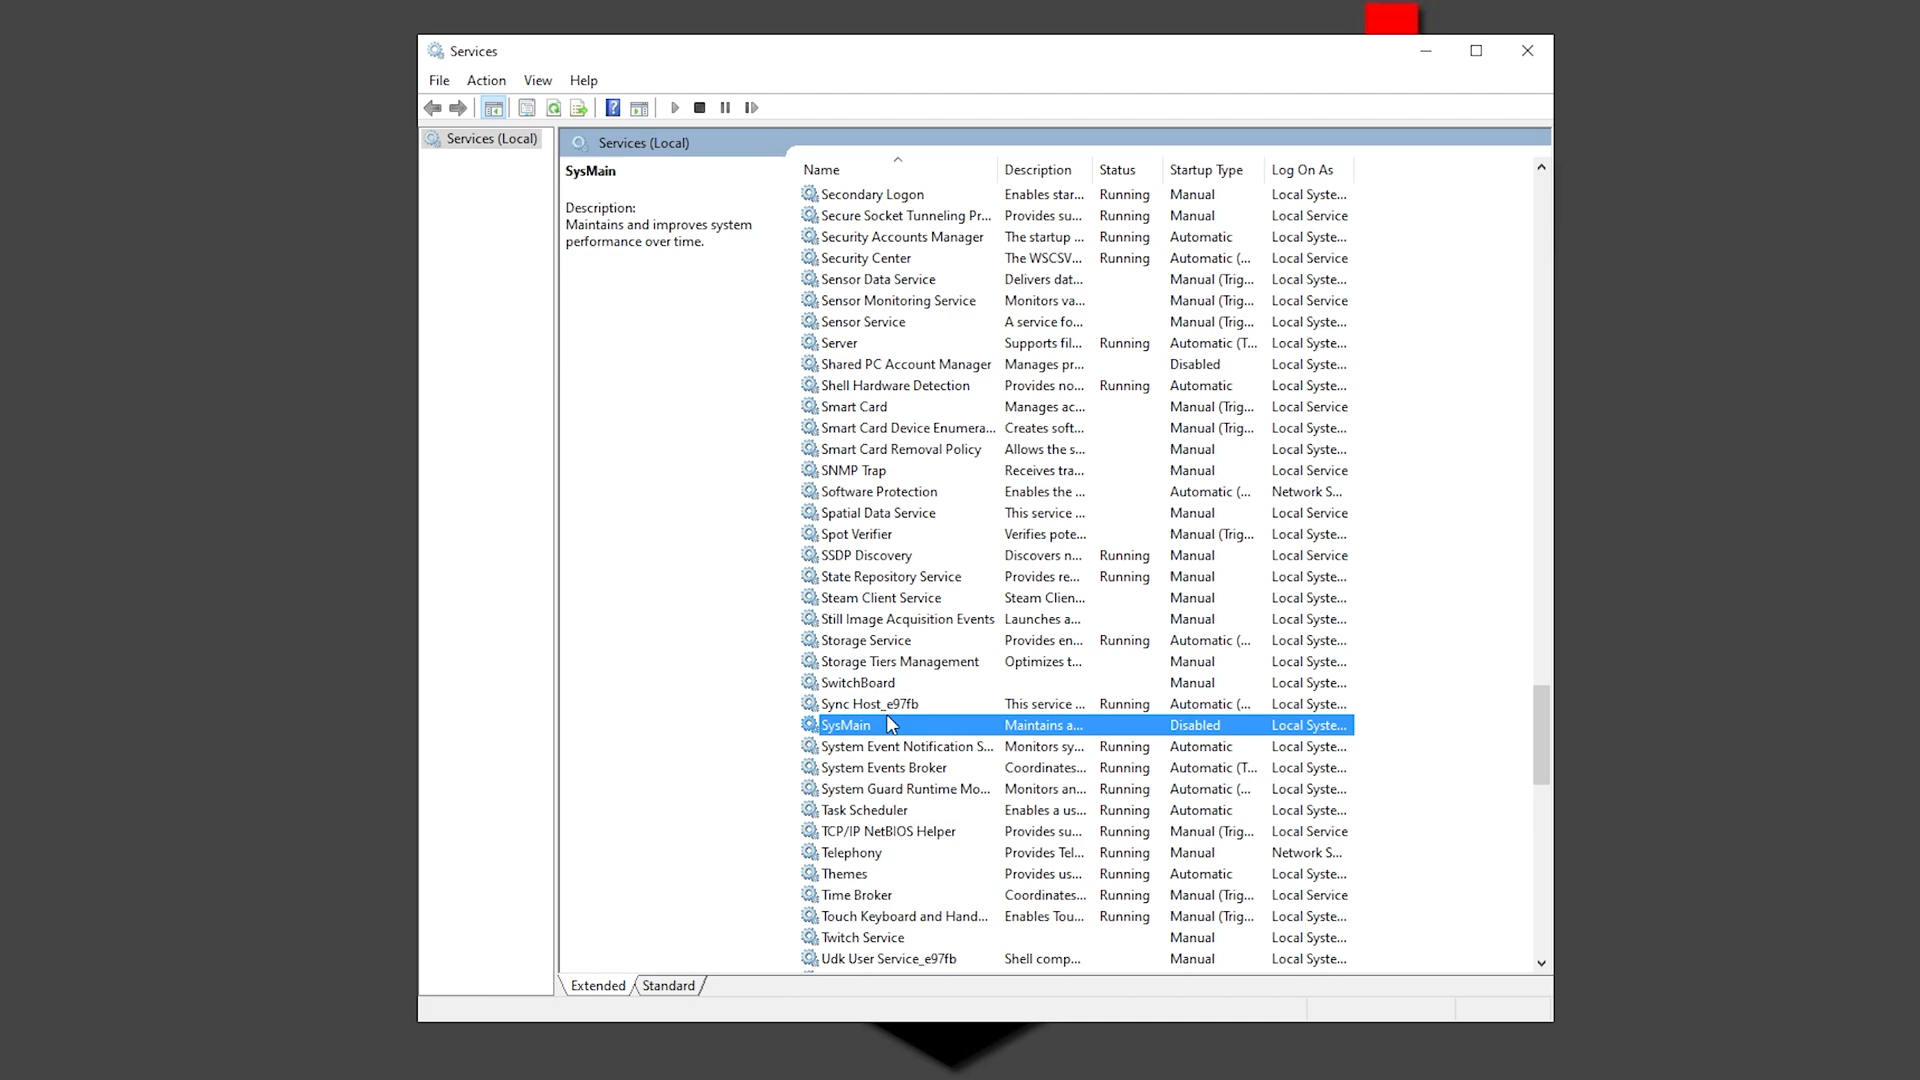 Services
File Action View Help
Services (Local)
Services (Local)
SysMain
Description:
Maintains and improves system
performance over time.
Name Description Status Startup Type Log On As
Secondary Logon Enables star... Running Manual Local Syste...
Secure Socket Tunneling Pr... Provides su... Running Manual Local Service
Security Accounts Manager The startup ... Running Automatic Local Syste...
Security Center The WSCSV... Running Automatic (... Local Service
Sensor Data Service Delivers dat... Manual (Trig... Local Syste...
Sensor Monitoring Service Monitors va... Manual (Trig... Local Service
Sensor Service A service fo... Manual (Trig... Local Syste...
Server Supports fil... Running Automatic (T... Local Syste...
Shared PC Account Manager Manages pr... Disabled Local Syste...
Shell Hardware Detection Provides no... Running Automatic Local Syste...
Smart Card Manages ac... Manual (Trig... Local Service
Smart Card Device Enumera... Creates soft... Manual (Trig... Local Syste...
Smart Card Removal Policy Allows the s... Manual Local Syste...
SNMP Trap Receives tra... Manual Local Service
Software Protection Enables the ... Automatic (... Network S...
Spatial Data Service This service ... Manual Local Service
Spot Verifier Verifies pote... Manual (Trig... Local Syste...
SSDP Discovery Discovers n... Running Manual Local Service
State Repository Service Provides re... Running Manual Local Syste...
Steam Client Service Steam Clien... Manual Local Syste...
Still Image Acquisition Events Launches a... Manual Local Syste...
Storage Service Provides en... Running Automatic (... Local Syste...
Storage Tiers Management Optimizes t... Manual Local Syste...
SwitchBoard Manual Local Syste...
Sync Host_e97fb This service ... Running Automatic (... Local Syste...
SysMain Maintains a... Disabled Local Syste...
System Event Notification S... Monitors sy... Running Automatic Local Syste...
System Events Broker Coordinates... Running Automatic (T... Local Syste...
System Guard Runtime Mo... Monitors an... Running Automatic (... Local Syste...
Task Scheduler Enables a us... Running Automatic Local Syste...
TCP/IP NetBIOS Helper Provides su... Running Manual (Trig... Local Service
Telephony Provides Tel... Running Manual Network S...
Themes Provides us... Running Automatic Local Syste...
Time Broker Coordinates... Running Manual (Trig... Local Service
Touch Keyboard and Hand... Enables Tou... Running Manual (Trig... Local Syste...
Twitch Service Manual Local Syste...
Udk User Service_e97fb Shell comp... Manual Local Syste...
Extended Standard